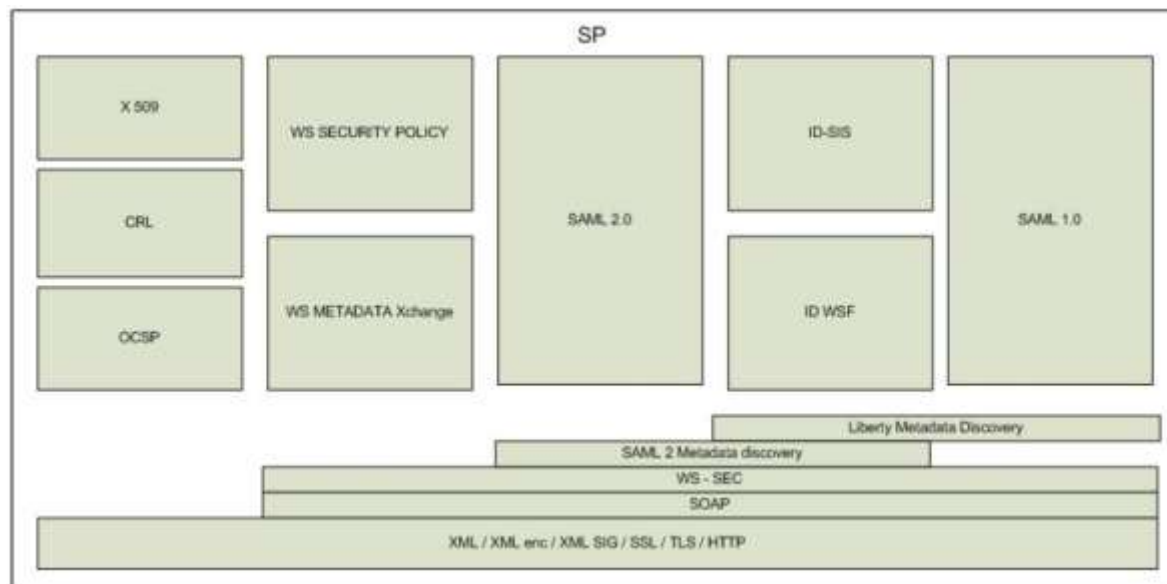 SP
X 509
CRL
OCSP
WS SECURITY POLICY
WS METADATA Xchange
SAML 2.0
ID-SIS
ID WSF
SAML 1.0
Liberty Metadata Discovery
SAML 2 Metadata discovery
WS - SEC
SOAP
XML / XML enc / XML SIG / SSL / TLS / HTTP